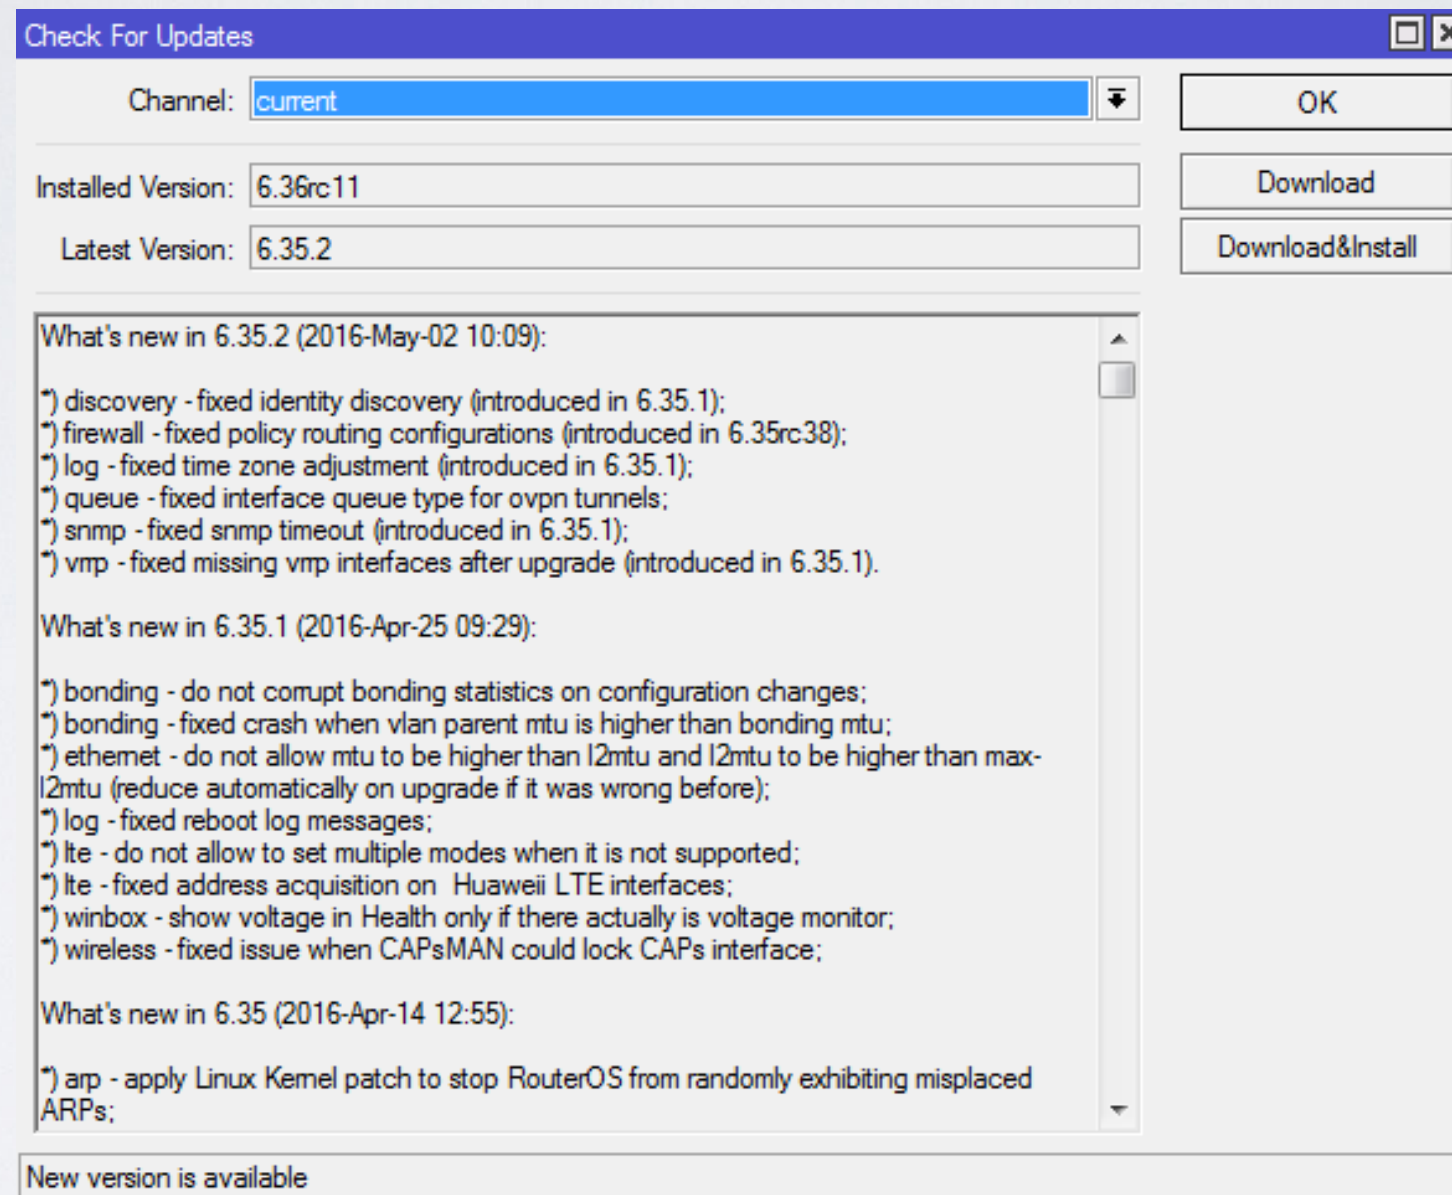 Check For Updates
Channel: current
OK
Installed Version: 6.36rc11
Download
Latest Version: 6.35.2
Download&Install
What's new in 6.35.2 (2016-May-02 10:09):
*) discovery - fixed identity discovery (introduced in 6.35.1);
*) firewall - fixed policy routing configurations (introduced in 6.35rc38);
*) log - fixed time zone adjustment (introduced in 6.35.1);
*) queue - fixed interface queue type for ovpn tunnels;
*) snmp - fixed snmp timeout (introduced in 6.35.1);
*) vrrp - fixed missing vrrp interfaces after upgrade (introduced in 6.35.1).
What's new in 6.35.1 (2016-Apr-25 09:29):
*) bonding - do not corrupt bonding statistics on configuration changes;
*) bonding - fixed crash when vlan parent mtu is higher than bonding mtu;
*) ethernet - do not allow mtu to be higher than l2mtu and l2mtu to be higher than max-
l2mtu (reduce automatically on upgrade if it was wrong before);
*) log - fixed reboot log messages;
*) lte - do not allow to set multiple modes when it is not supported;
*) lte - fixed address acquisition on  Huaweii LTE interfaces;
*) winbox - show voltage in Health only if there actually is voltage monitor;
*) wireless - fixed issue when CAPsMAN could lock CAPs interface;
What's new in 6.35 (2016-Apr-14 12:55):
*) arp - apply Linux Kernel patch to stop RouterOS from randomly exhibiting misplaced
ARPs;
New version is available